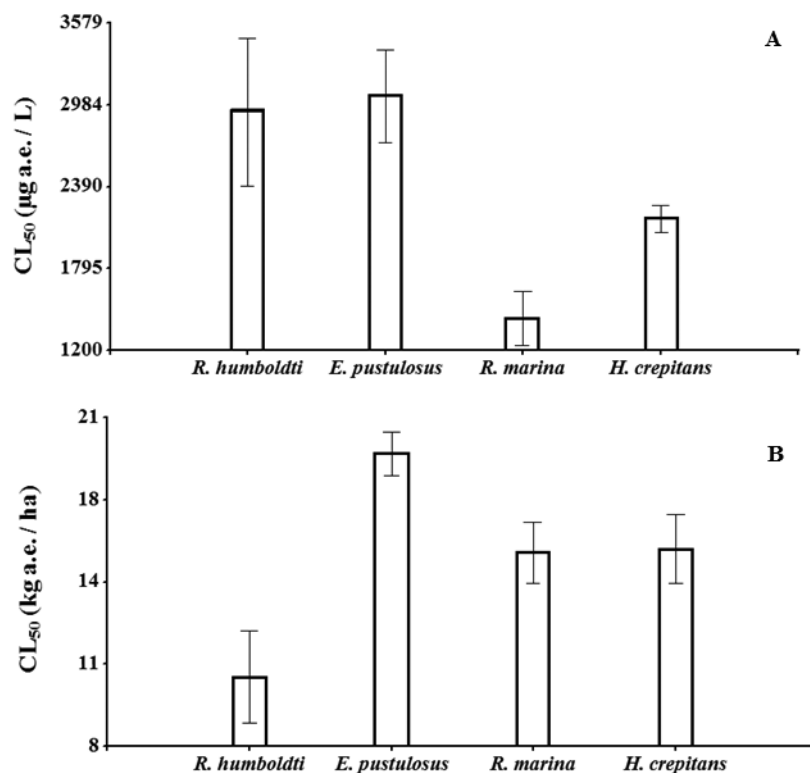 A
CL₅₀ (µg a.e. / L)
3579
2984
2390
1795
1200
R. humboldti E. pustulosus R. marina H. crepitans
B
CL₅₀ (kg a.e. / ha)
21
18
14
11
8
R. humboldti E. pustulosus R. marina H. crepitans